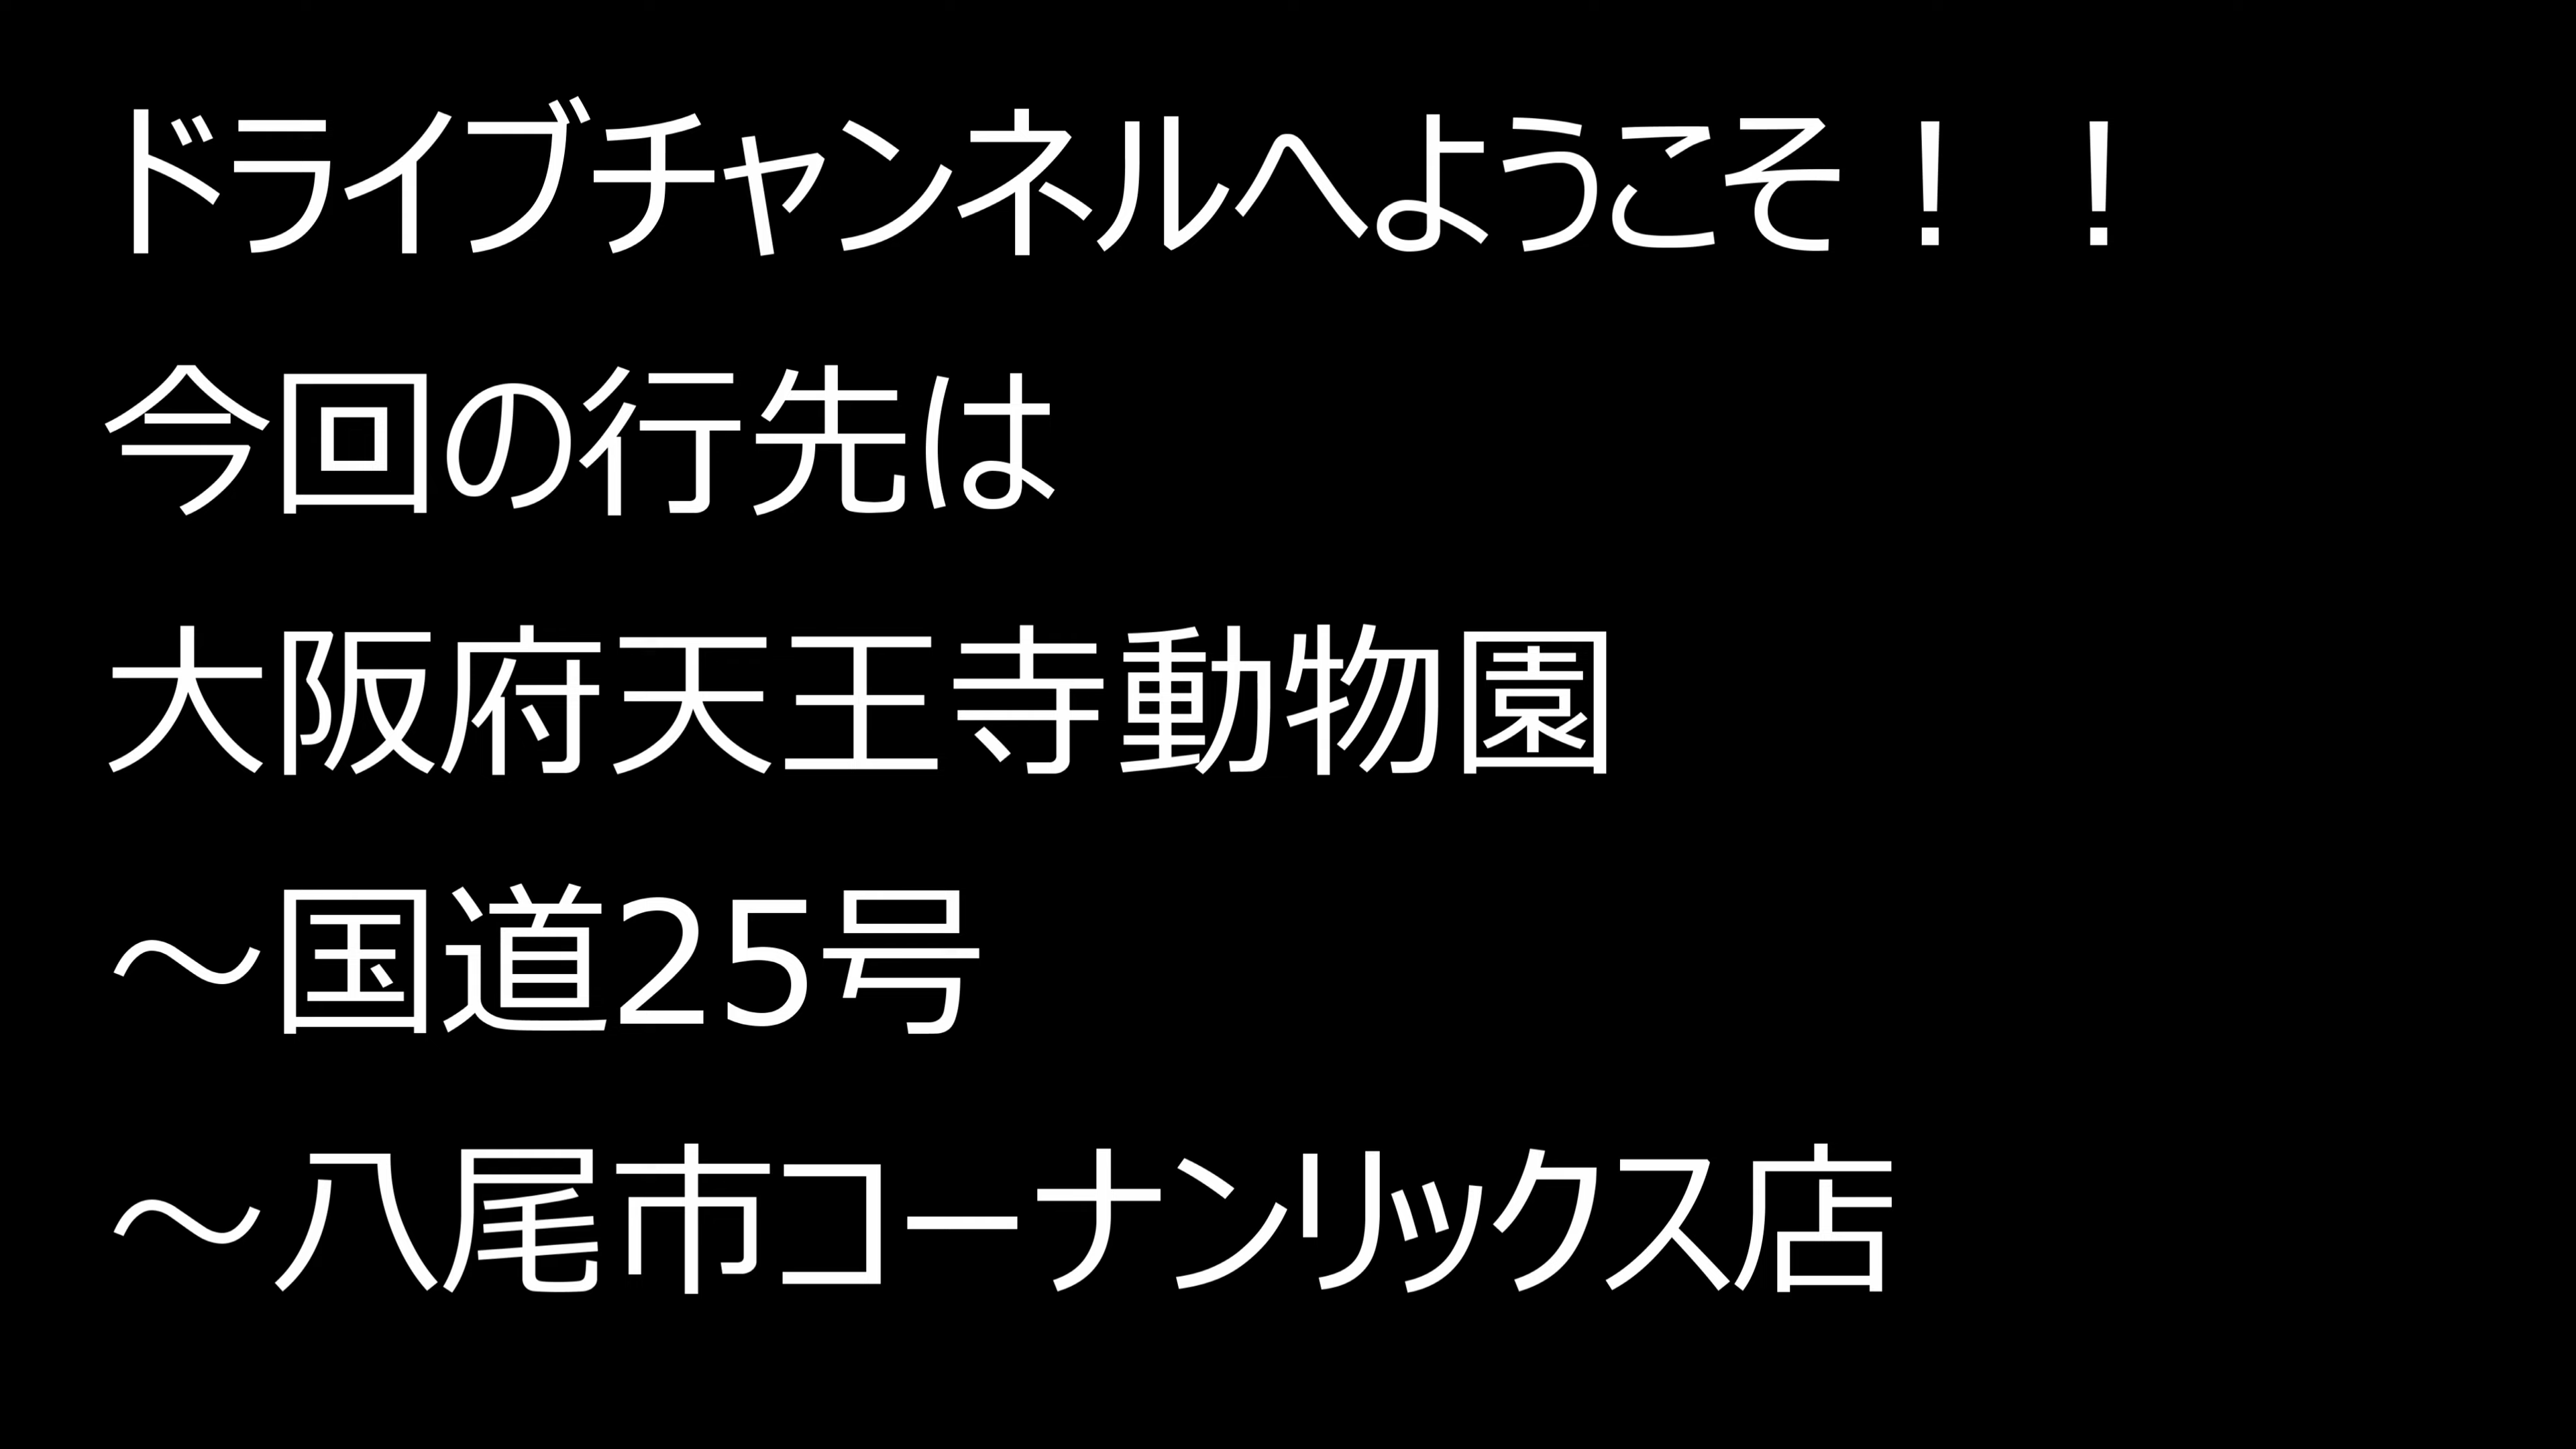 ドライブチャンネルへようこそ！！
今回の行先は
大阪府天王寺動物園
～国道25号
～八尾市コーナンリックス店